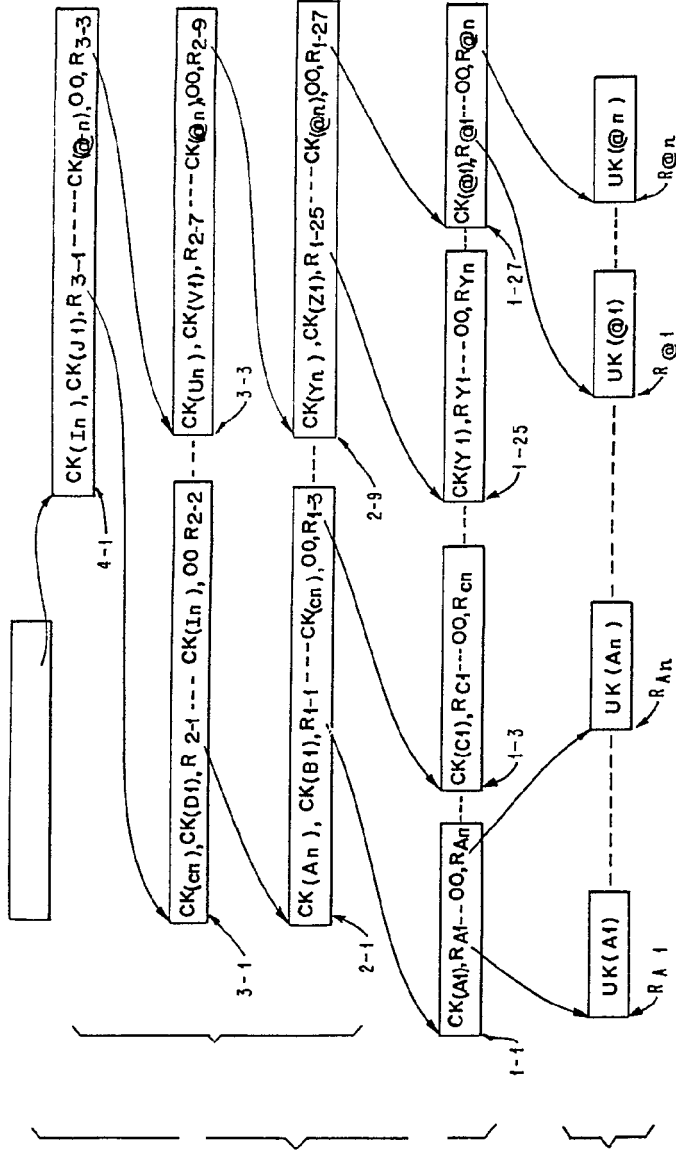 CK(In), CK(J1), R3-1-----CK(@n), OO, R3-3
4-1
CK(cn), CK(D1), R 2-1 --- CK(In), OO R2-2
CK(Un), CK(V1), R2-7 ----CK(@n)OO, R2-9
3-1
3-3
CK(An), CK(B1), R1-1 ---CK(cn), OO, R1-3
CK(Yn), CK(Z1), R1-25 ---CK(@n), OO, R1-27
2-1
2-9
CK(A1), RA1--OO, RAn
CK(C1), RC1---OO, Rcn
CK(Y1), RY1---OO, RYn
CK(@1), R@1---OO, R@n
1-1
1-3
1-25
1-27
UK(A1)
UK(An)
UK(@1)
UK(@n)
RA1
RAn
R@1
R@n